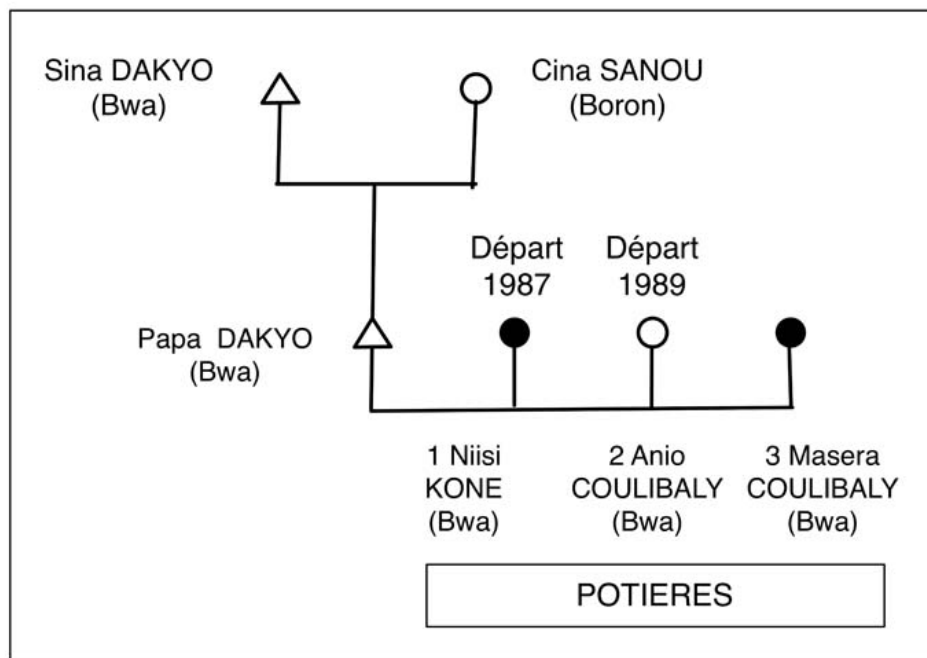 Sina DAKYO
(Bwa)
Cina SANOU
(Boron)
Départ
1987
Départ
1989
Papa DAKYO
(Bwa)
1 Niisi
KONE
(Bwa)
2 Anio
COULIBALY
(Bwa)
3 Masera
COULIBALY
(Bwa)
POTIERES